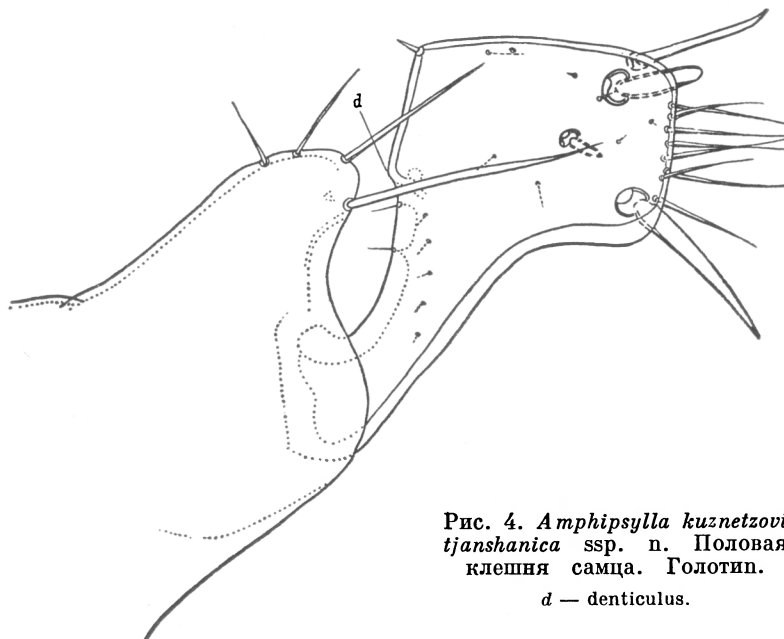 d
Рис. 4. Amphipsylla kuznetzovi
tjanshanica ssp. n. Половая
клешня самца. Голотип.
d — denticulus.